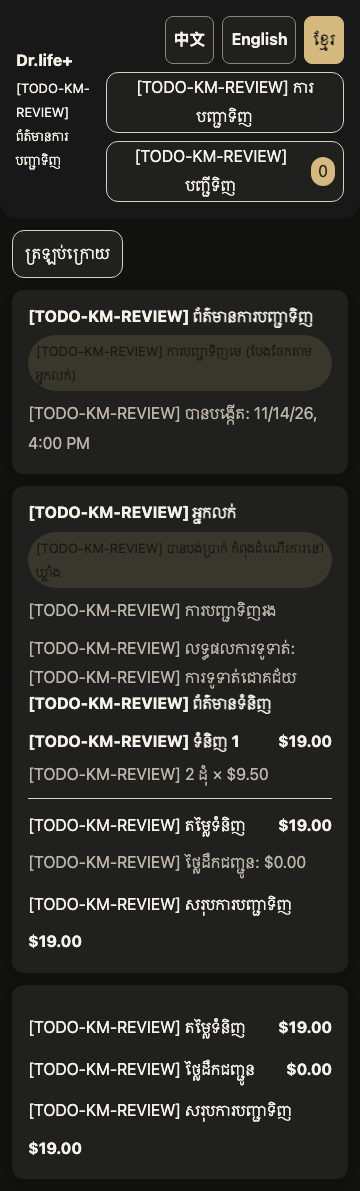 中文 English ខ្មែរ
Dr.life+
[TODO-KM-REVIEW] ព័ត៌មានការបញ្ជាទិញ
[TODO-KM-REVIEW] ការបញ្ជាទិញ
[TODO-KM-REVIEW] បញ្ជីទិញ 0
ត្រឡប់ក្រោយ
[TODO-KM-REVIEW] ព័ត៌មានការបញ្ជាទិញ
[TODO-KM-REVIEW] ការបញ្ជាទិញមេ (បែងចែកតាម
អ្នកលក់)
[TODO-KM-REVIEW] បានបង្កើត: 11/14/26,
4:00 PM
[TODO-KM-REVIEW] អ្នកលក់
[TODO-KM-REVIEW] បានបង់ប្រាក់ កំពុងដំណើរការនៅ
ឃ្លាំង
[TODO-KM-REVIEW] ការបញ្ជាទិញរង
[TODO-KM-REVIEW] លទ្ធផលការទូទាត់:
[TODO-KM-REVIEW] ការទូទាត់ជោគជ័យ
[TODO-KM-REVIEW] ព័ត៌មានទំនិញ
[TODO-KM-REVIEW] ទំនិញ 1 $19.00
[TODO-KM-REVIEW] 2 ដុំ × $9.50
[TODO-KM-REVIEW] តម្លៃទំនិញ $19.00
[TODO-KM-REVIEW] ថ្លៃដឹកជញ្ជូន: $0.00
[TODO-KM-REVIEW] សរុបការបញ្ជាទិញ
$19.00
[TODO-KM-REVIEW] តម្លៃទំនិញ $19.00
[TODO-KM-REVIEW] ថ្លៃដឹកជញ្ជូន $0.00
[TODO-KM-REVIEW] សរុបការបញ្ជាទិញ
$19.00